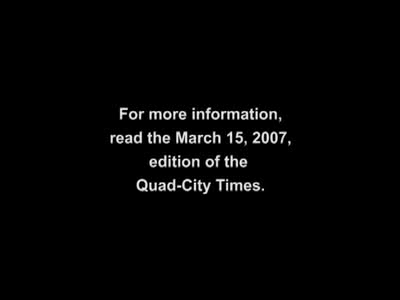 For more information,
read the March 15, 2007,
edition of the
Quad-City Times.